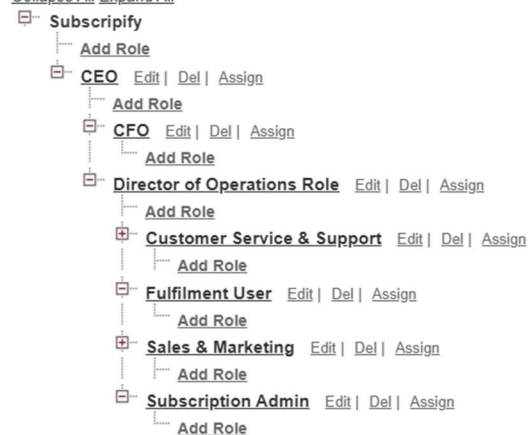 Collapse All Expand All
Subscripify
Add Role
CEO Edit | Del | Assign
Add Role
CFO Edit | Del | Assign
Add Role
Director of Operations Role Edit | Del | Assign
Add Role
Customer Service & Support Edit | Del | Assign
Add Role
Fulfilment User Edit | Del | Assign
Add Role
Sales & Marketing Edit | Del | Assign
Add Role
Subscription Admin Edit | Del | Assign
Add Role